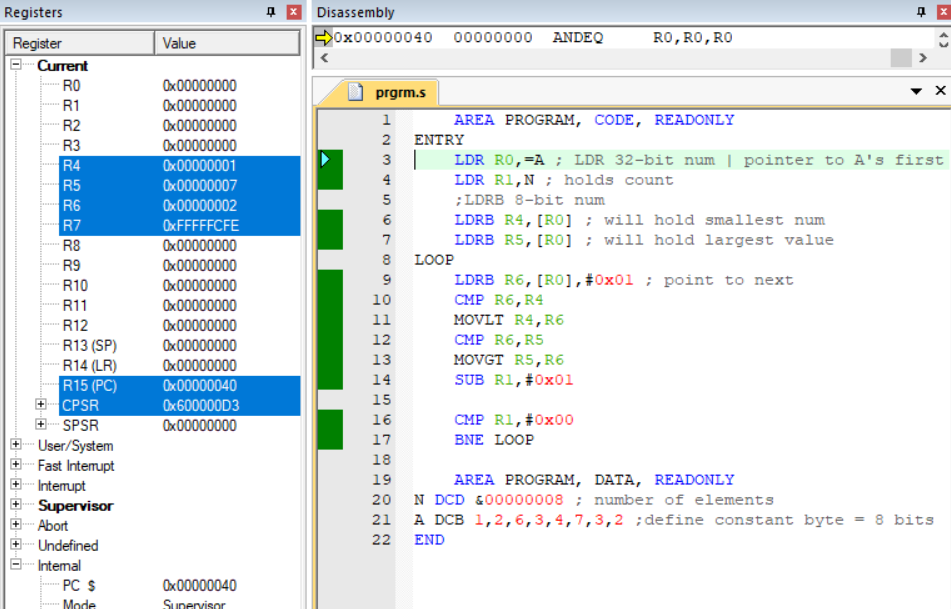 Registers
Register Value
Current
R0 0x00000000
R1 0x00000000
R2 0x00000000
R3 0x00000000
R4 0x00000001
R5 0x00000007
R6 0x00000002
R7 0xFFFFFCFE
R8 0x00000000
R9 0x00000000
R10 0x00000000
R11 0x00000000
R12 0x00000000
R13 (SP) 0x00000000
R14 (LR) 0x00000000
R15 (PC) 0x00000040
CPSR 0x600000D3
SPSR 0x00000000
User/System
Fast Interrupt
Interrupt
Supervisor
Abort
Undefined
Internal
PC $ 0x00000040
Mode Supervisor
Disassembly
0x00000040 00000000 ANDEQ R0,R0,R0
prgrm.s
1 AREA PROGRAM, CODE, READONLY
2 ENTRY
3 LDR R0,=A ; LDR 32-bit num | pointer to A's first
4 LDR R1,N ; holds count
5 ;LDRB 8-bit num
6 LDRB R4,[R0] ; will hold smallest num
7 LDRB R5,[R0] ; will hold largest value
8 LOOP
9 LDRB R6,[R0],#0x01 ; point to next
10 CMP R6,R4
11 MOVLT R4,R6
12 CMP R6,R5
13 MOVGT R5,R6
14 SUB R1,#0x01
15
16 CMP R1,#0x00
17 BNE LOOP
18
19 AREA PROGRAM, DATA, READONLY
20 N DCD &00000008 ; number of elements
21 A DCB 1,2,6,3,4,7,3,2 ;define constant byte = 8 bits
22 END